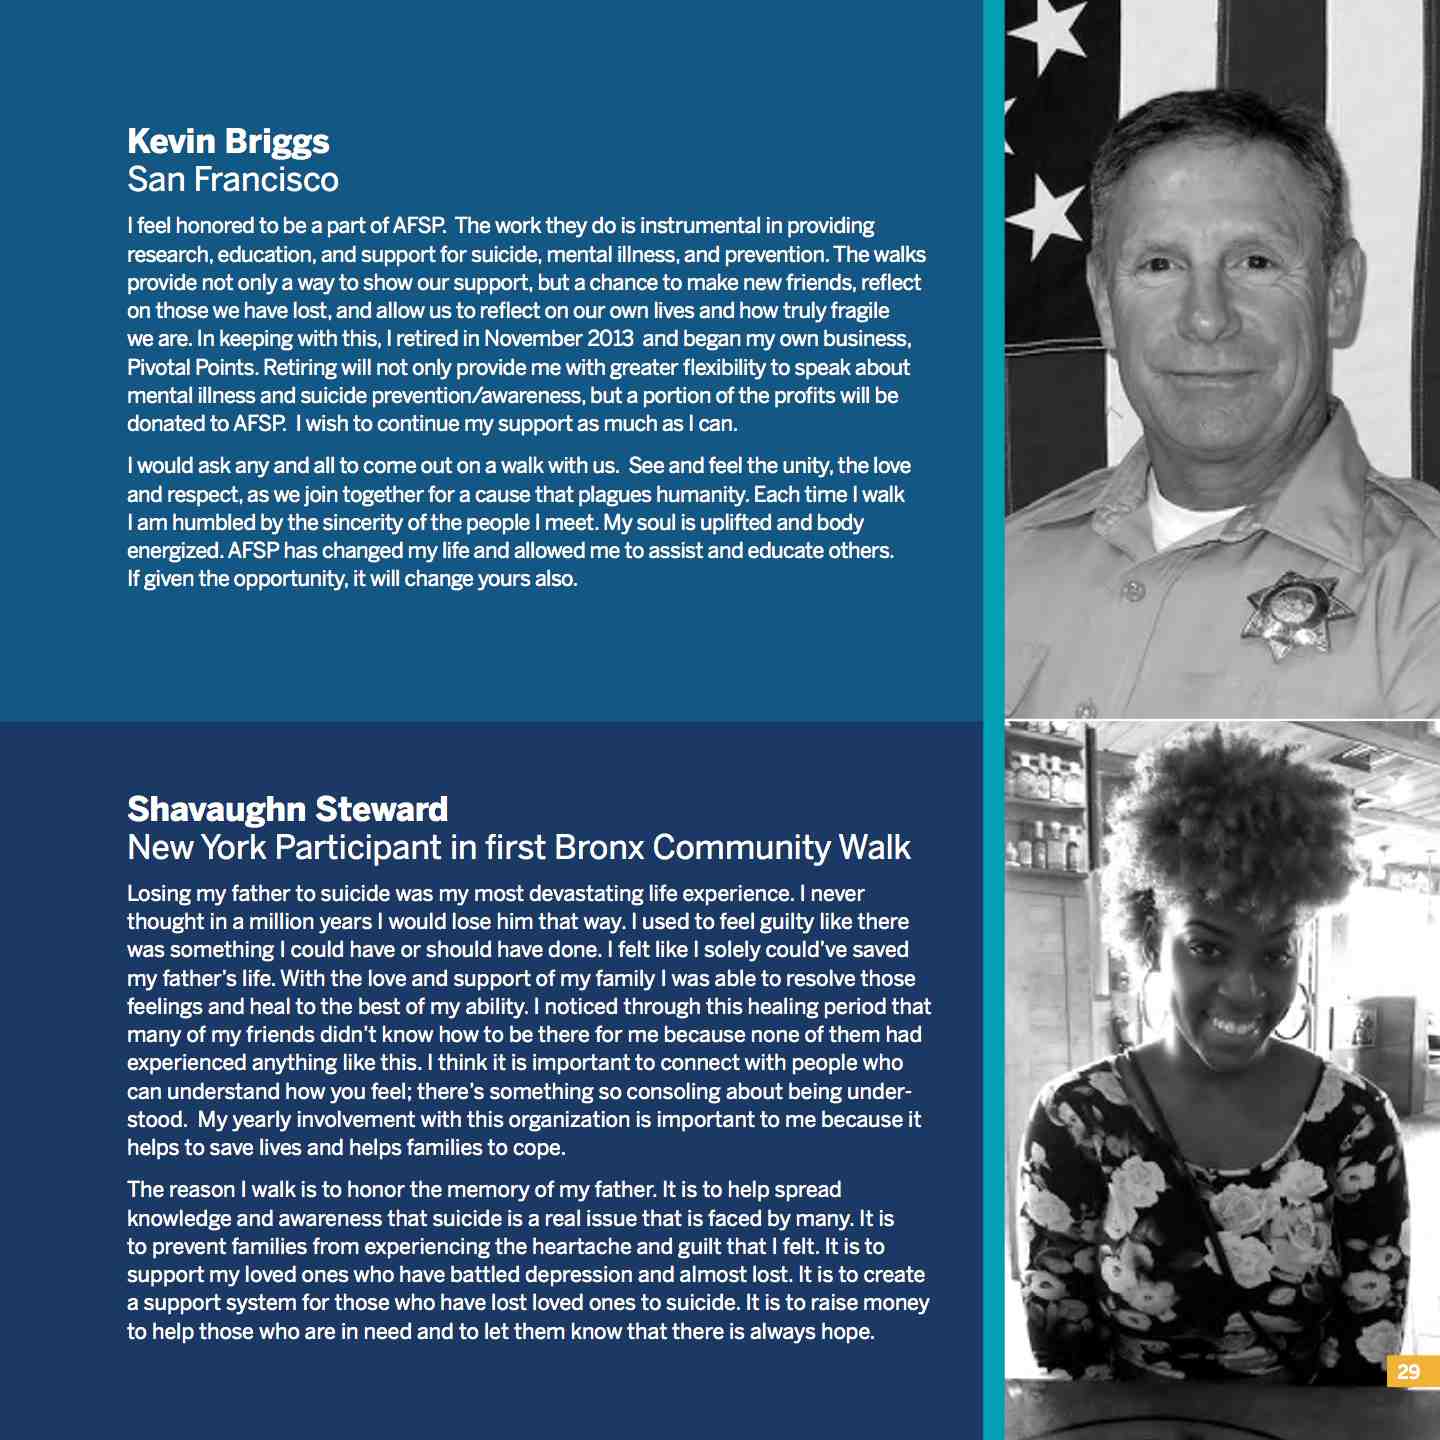 Kevin Briggs
San Francisco
I feel honored to be a part of AFSP.  The work they do is instrumental in providing
research, education, and support for suicide, mental illness, and prevention. The walks
provide not only a way to show our support, but a chance to make new friends, reflect
on those we have lost, and allow us to reflect on our own lives and how truly fragile
we are. In keeping with this, I retired in November 2013  and began my own business,
Pivotal Points. Retiring will not only provide me with greater flexibility to speak about
mental illness and suicide prevention/awareness, but a portion of the profits will be
donated to AFSP.  I wish to continue my support as much as I can.
I would ask any and all to come out on a walk with us.  See and feel the unity, the love
and respect, as we join together for a cause that plagues humanity. Each time I walk
I am humbled by the sincerity of the people I meet. My soul is uplifted and body
energized. AFSP has changed my life and allowed me to assist and educate others.
If given the opportunity, it will change yours also.
Shavaughn Steward
New York Participant in first Bronx Community Walk
Losing my father to suicide was my most devastating life experience. I never
thought in a million years I would lose him that way. I used to feel guilty like there
was something I could have or should have done. I felt like I solely could've saved
my father's life. With the love and support of my family I was able to resolve those
feelings and heal to the best of my ability. I noticed through this healing period that
many of my friends didn't know how to be there for me because none of them had
experienced anything like this. I think it is important to connect with people who
can understand how you feel; there's something so consoling about being under-
stood.  My yearly involvement with this organization is important to me because it
helps to save lives and helps families to cope.
The reason I walk is to honor the memory of my father. It is to help spread
knowledge and awareness that suicide is a real issue that is faced by many. It is
to prevent families from experiencing the heartache and guilt that I felt. It is to
support my loved ones who have battled depression and almost lost. It is to create
a support system for those who have lost loved ones to suicide. It is to raise money
to help those who are in need and to let them know that there is always hope.
29